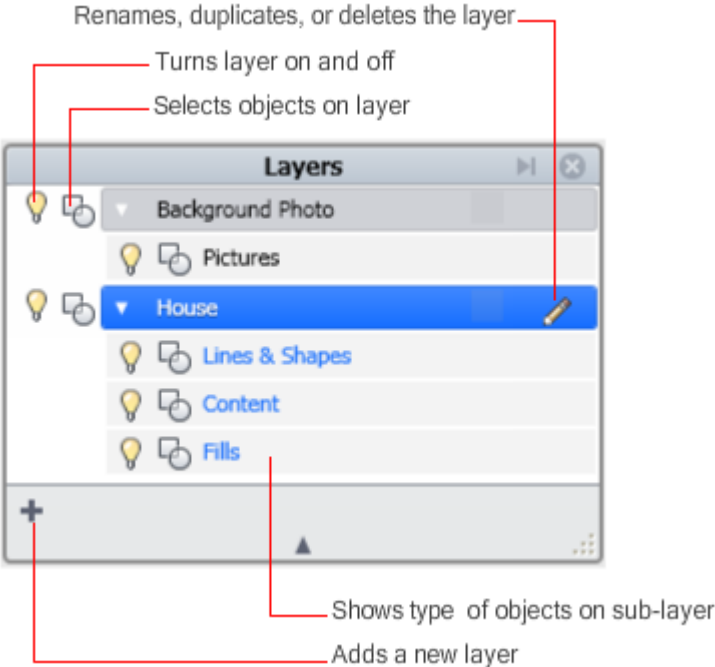 Renames, duplicates, or deletes the layer
Turns layer on and off
Selects objects on layer
Layers
Background Photo
Pictures
House
Lines & Shapes
Content
Fills
Shows type of objects on sub-layer
Adds a new layer